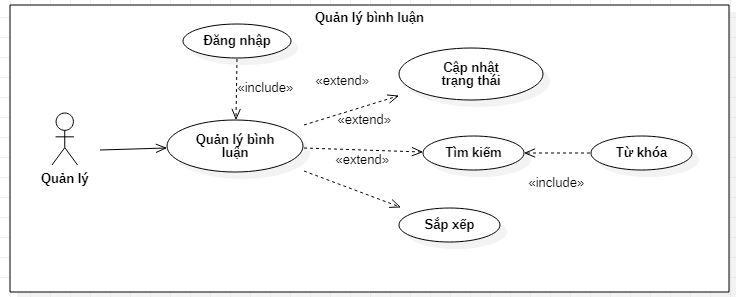 Quản lý bình luận
Đăng nhập
«include»
«extend»
Cập nhật
trạng thái
«extend»
Quản lý bình
luận
«extend»
Tìm kiếm
Từ khóa
Quản lý
«include»
Sắp xếp